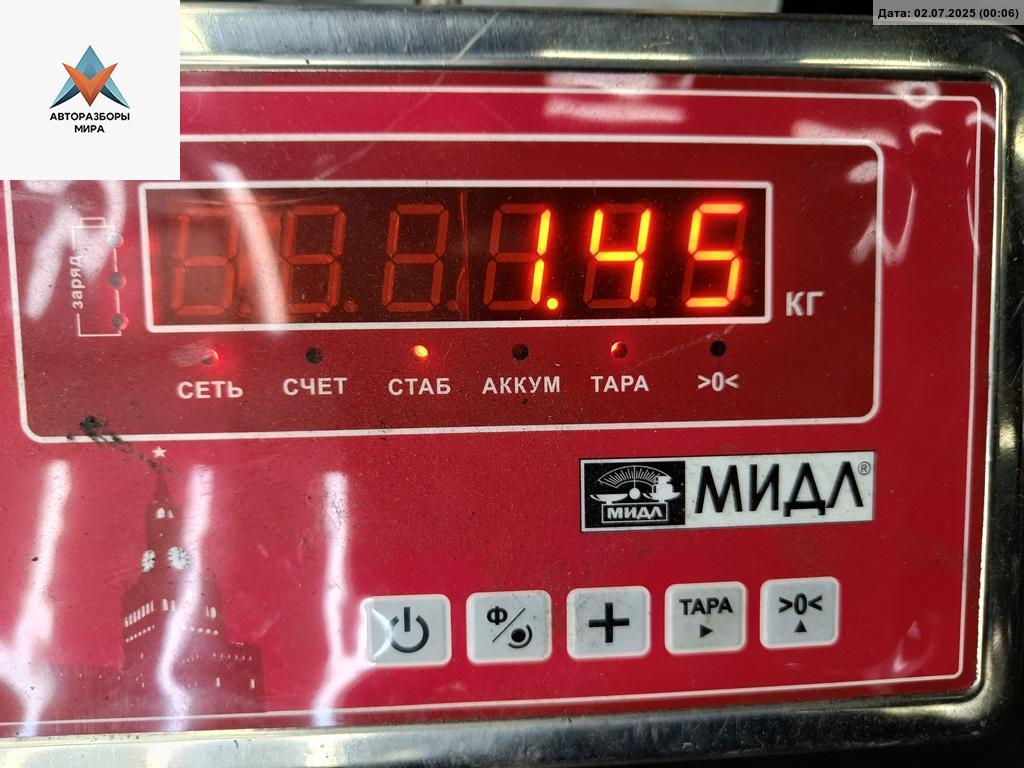 Дата: 02.07.2025 (00:06)
АВТОРАЗБОРЫ
МИРА
заряд
1.45
КГ
СЕТЬ СЧЕТ СТАБ АККУМ ТАРА >0<
МИДЛ МИДЛ®
Ф ТАРА >0<